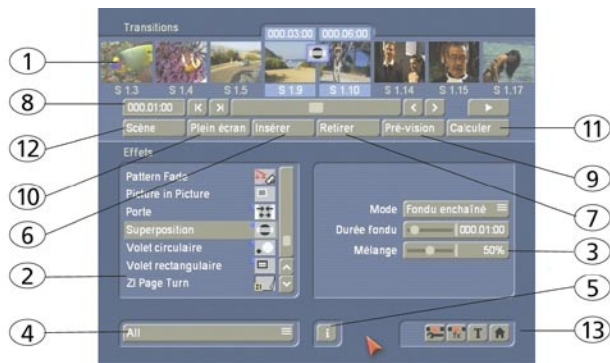 Transitions
000.03:00 000.06:00
1
S 1.3 S 1.4 S 1.5 S 1.9 S 1.10 S 1.14 S 1.15 S 1.17
8 000.01:00
Scène Plein écran Insérer Retirer Pré-vision Calculer 11
12
Effets
10 9
Pattern Fade
Picture in Picture
6 Porte 7
Mode Fondu enchaîné
Superposition
Durée fondu 000.01:00
Volet circulaire
Mélange 50% 3
Volet rectangulaire
2 ZI Page Turn ZI
5
4 All i T 13